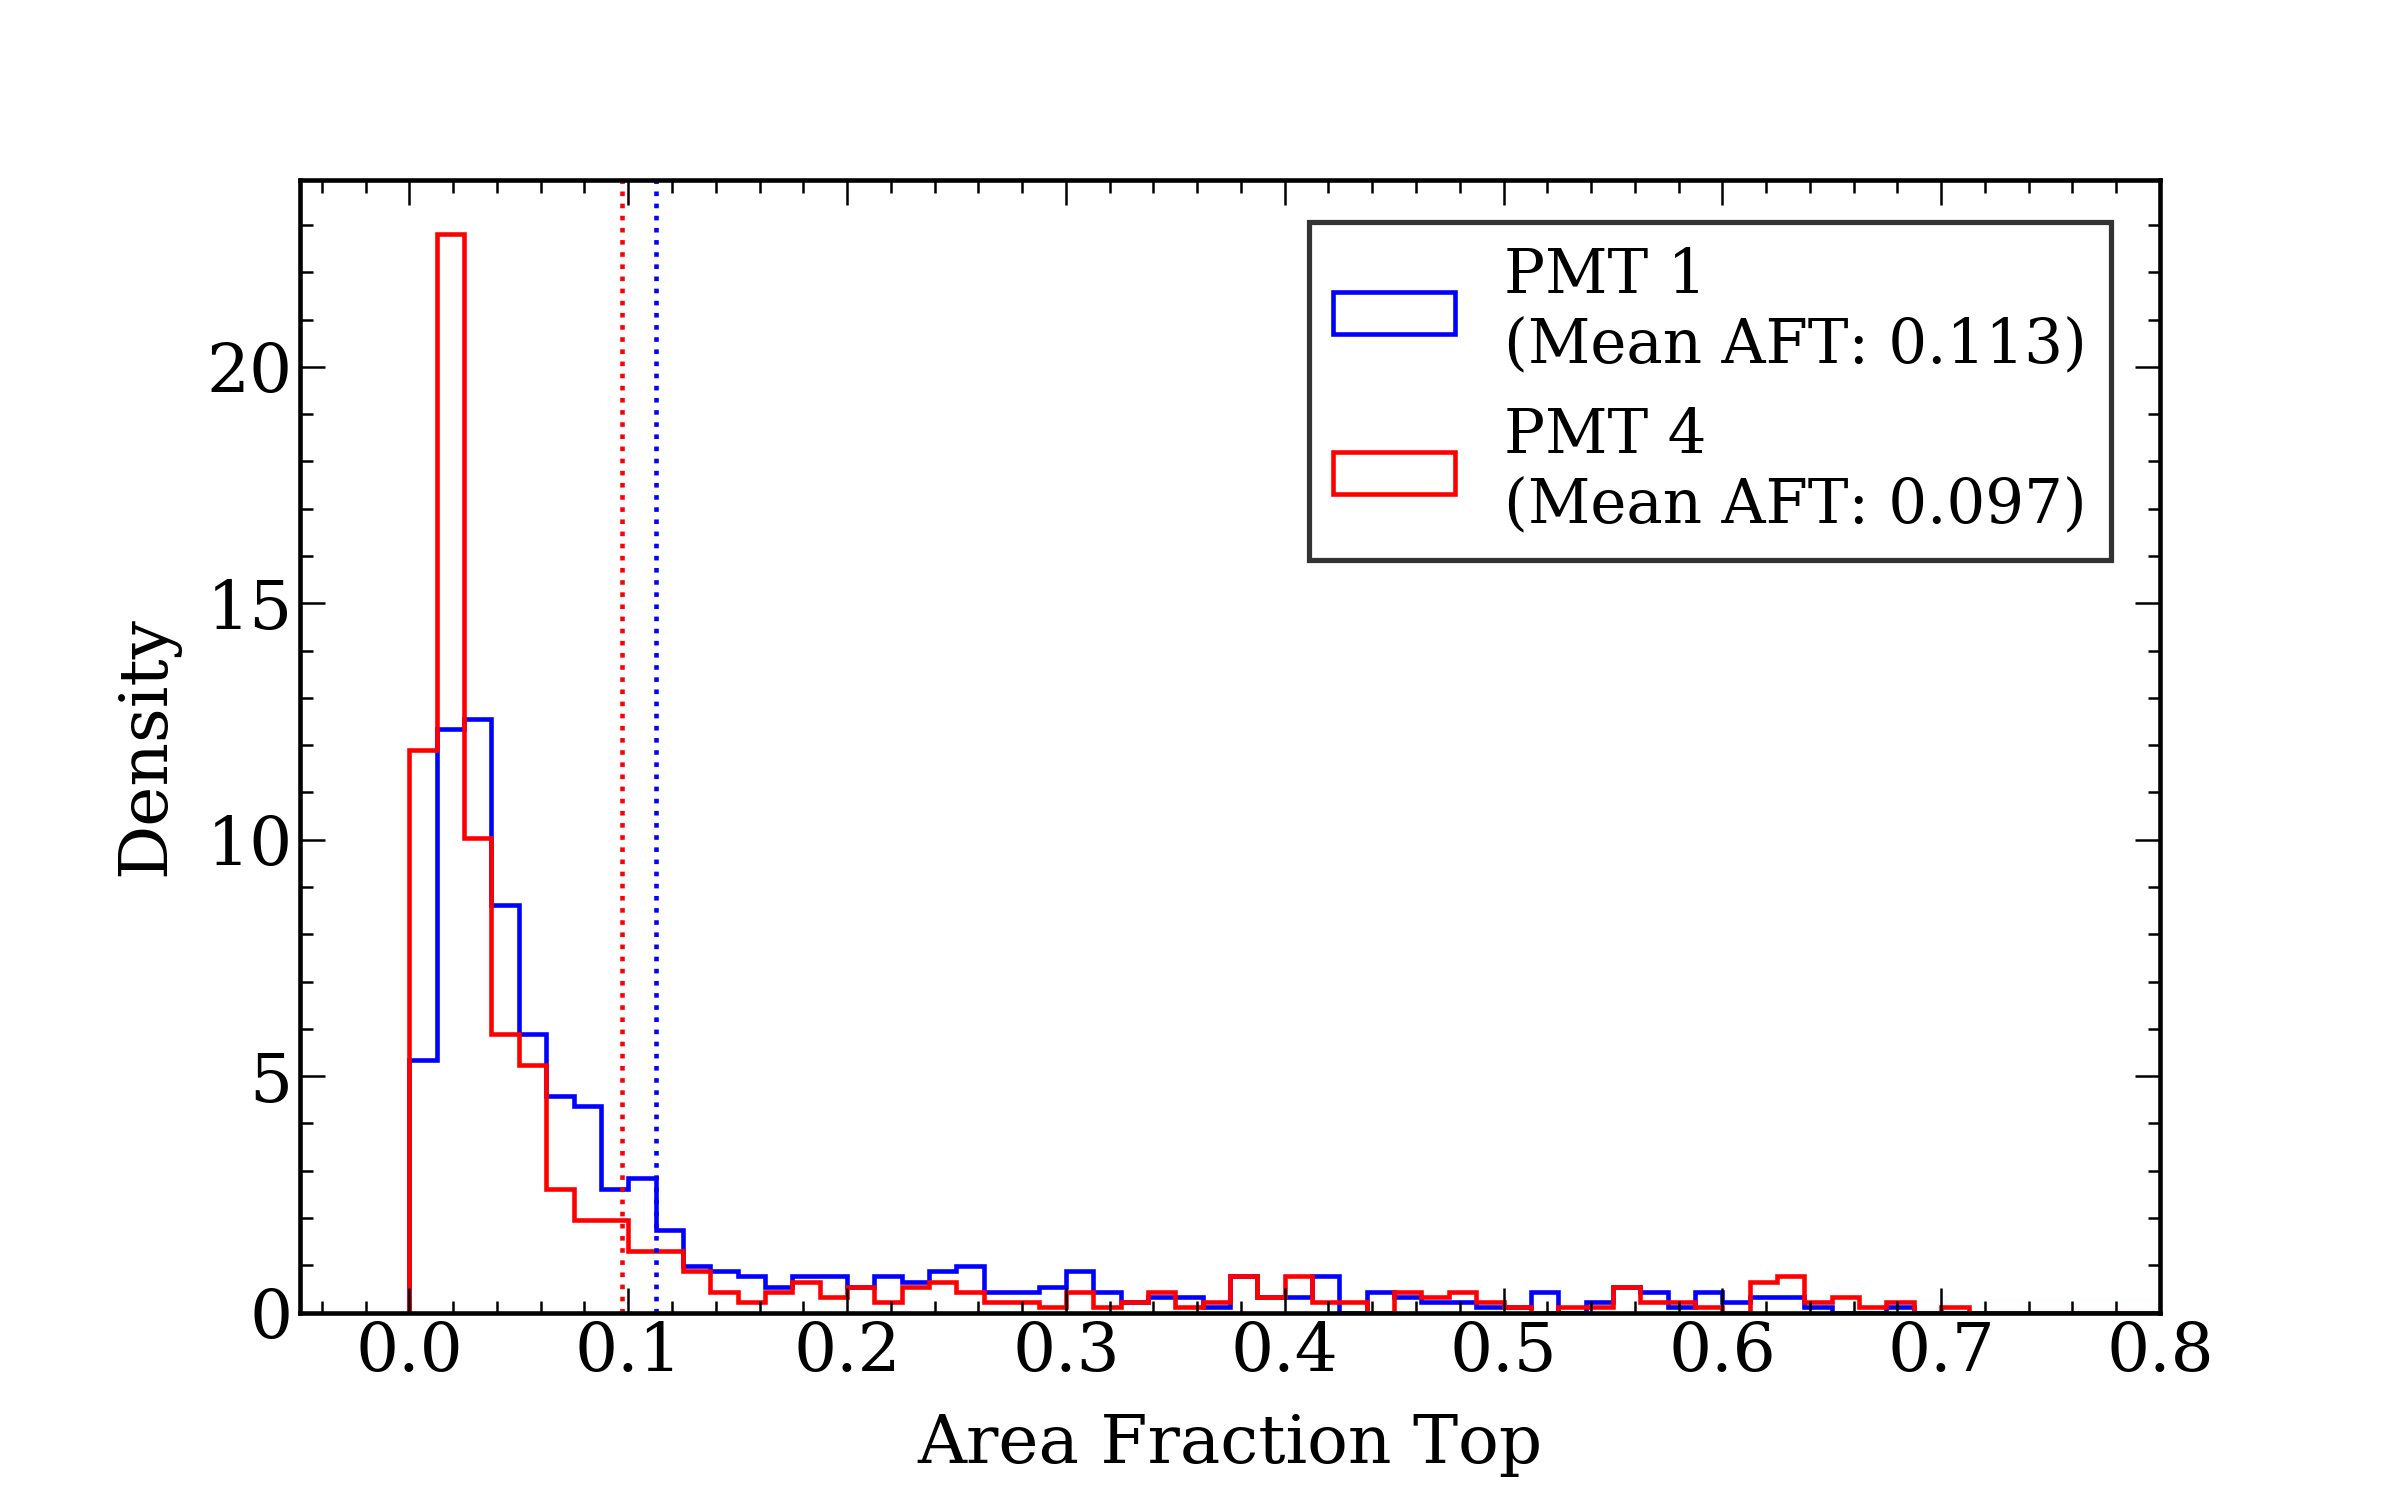 PMT 1
(Mean AFT: 0.113)
PMT 4
(Mean AFT: 0.097)
20
15
10
5
0
Density
0.0 0.1 0.2 0.3 0.4 0.5 0.6 0.7 0.8
Area Fraction Top